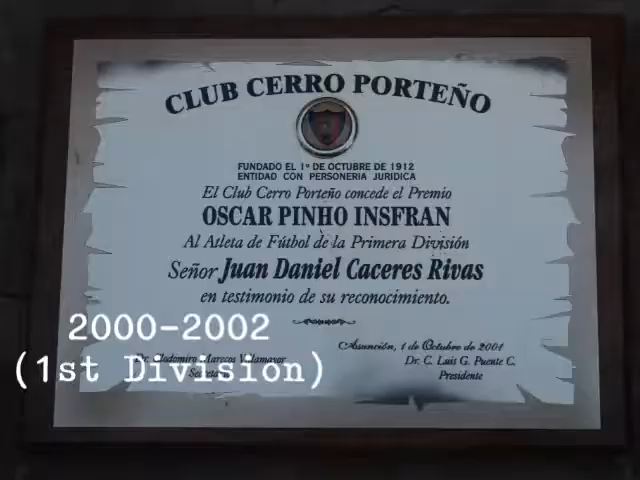 CLUB CERRO PORTEÑO
FUNDADO EL 1º DE OCTUBRE DE 1912
ENTIDAD CON PERSONERIA JURIDICA
El Club Cerro Porteño concede el Premio
OSCAR PINHO INSFRAN
Al Atleta de Fútbol de la Primera División
Señor Juan Daniel Caceres Rivas
en testimonio de su reconocimiento.
Asunción, 1 de Octubre de 2001
2000-2002
(1st Division)
Dr.
Dr. C. Luis G. Puente C.
Presidente